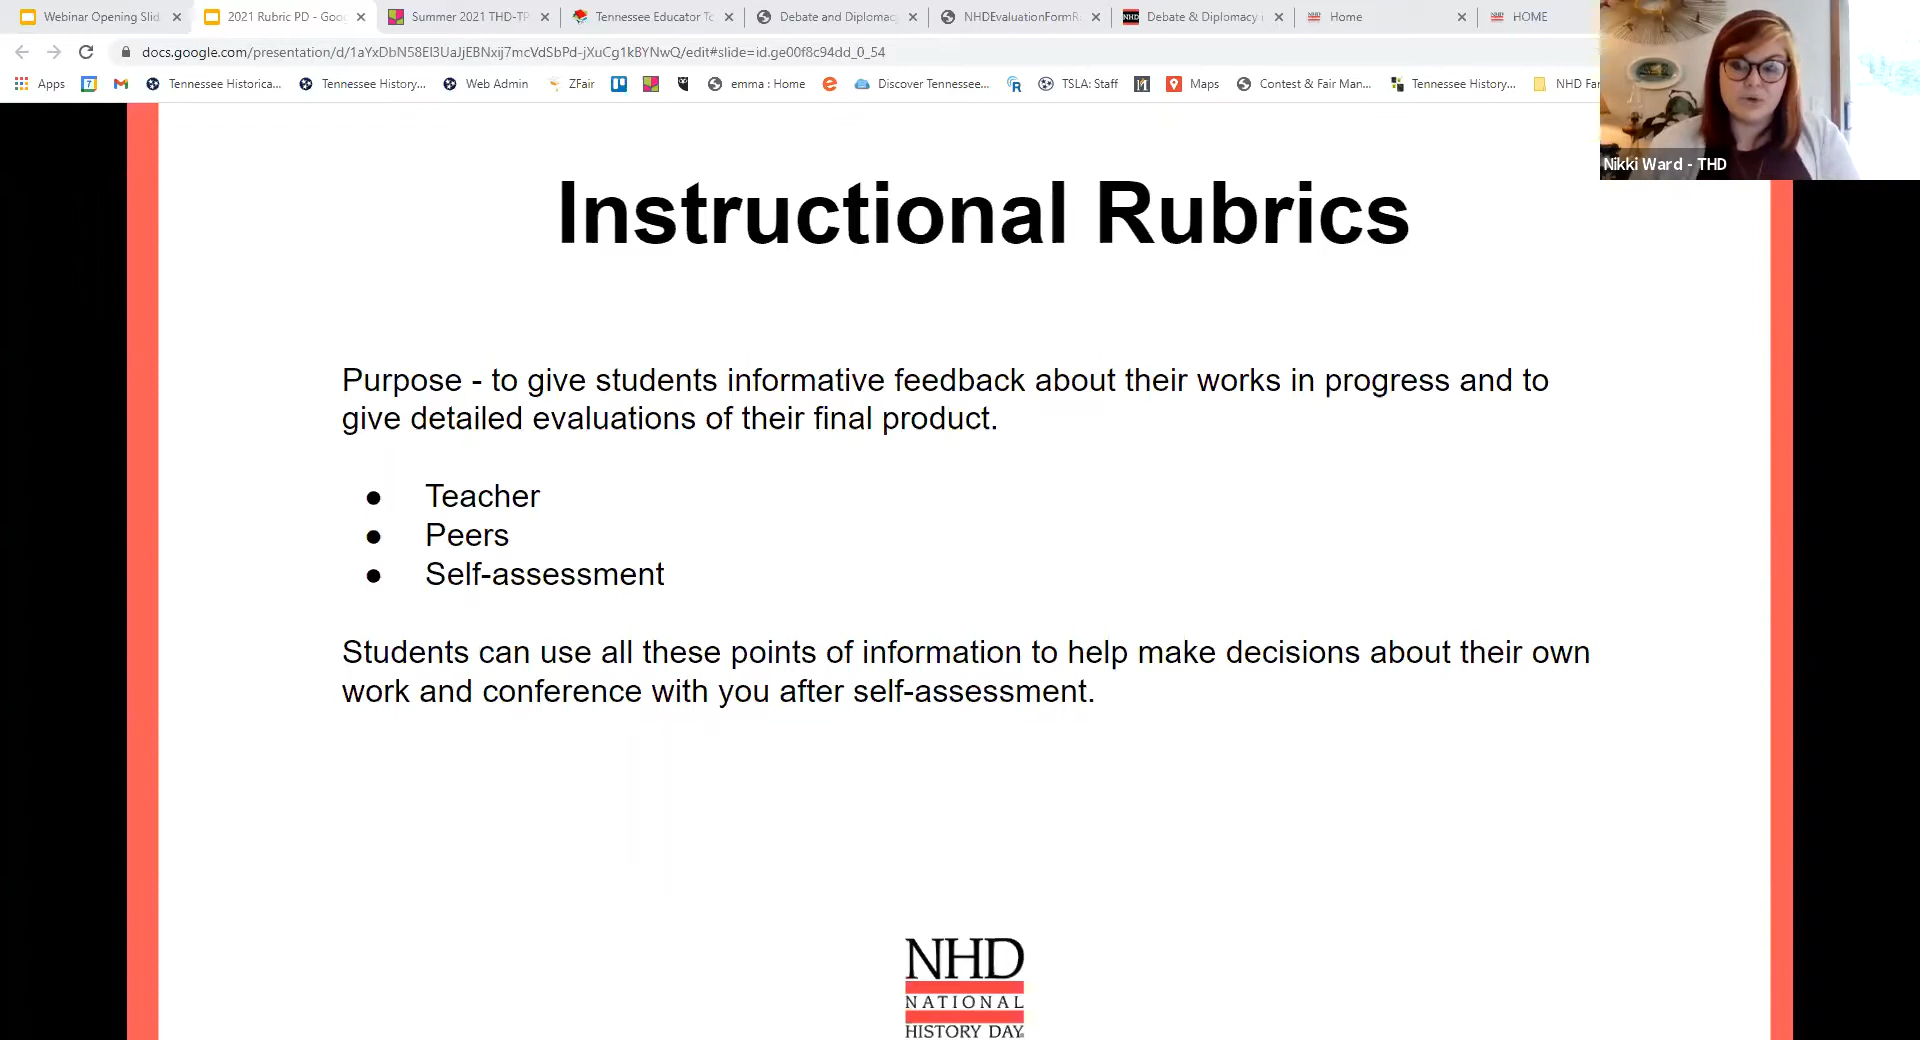 Webinar Opening Slid
2021 Rubric PD - Goo
Summer 2021 THD-TP
Tennessee Educator To
Debate and Diplomacy
NHDEvaluationFormR
Debate & Diplomacy i
Home
HOME
docs.google.com/presentation/d/1aYxDbN58El3UaJjEBNxij7mcVdSbPd-jXuCg1kBYNwQ/edit#slide=id.ge00f8c94dd_0_54
Apps
7
Tennessee Historica...
Tennessee History...
Web Admin
ZFair
emma : Home
Discover Tennessee...
TSLA: Staff
Maps
Contest & Fair Man...
Tennessee History...
NHD Fan
Nikki Ward - THD
Instructional Rubrics
Purpose - to give students informative feedback about their works in progress and to
give detailed evaluations of their final product.
● Teacher
● Peers
● Self-assessment
Students can use all these points of information to help make decisions about their own
work and conference with you after self-assessment.
NHD
NATIONAL
HISTORY DAY